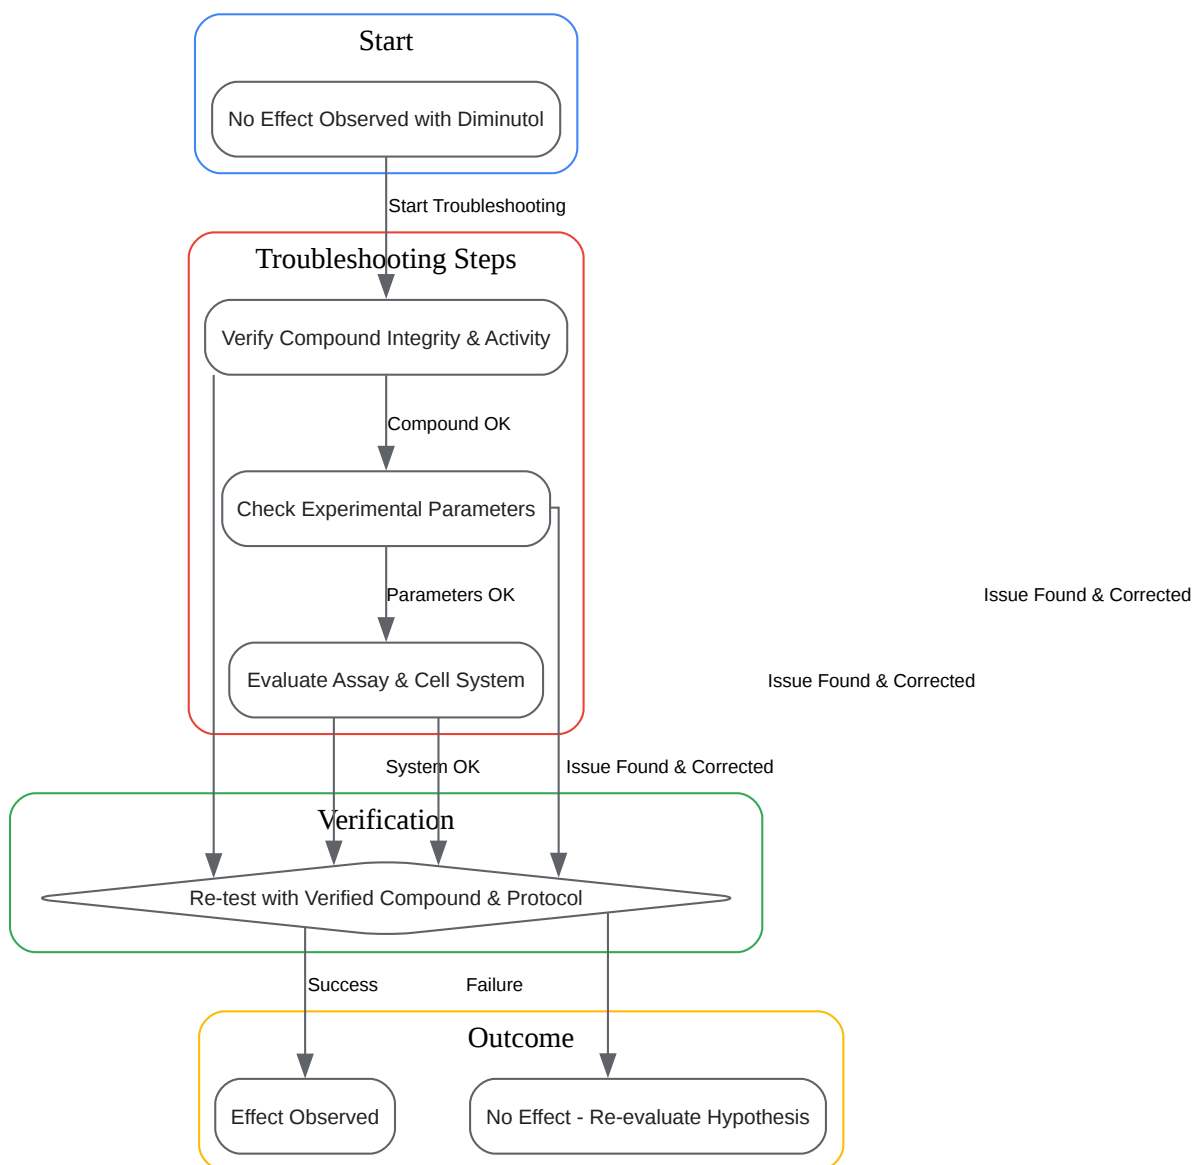 Start
No Effect Observed with Diminutol
Start Troubleshooting
Troubleshooting Steps
Verify Compound Integrity & Activity
Compound OK
Check Experimental Parameters
Parameters OK
Issue Found & Corrected
Evaluate Assay & Cell System
Issue Found & Corrected
System OK
Issue Found & Corrected
Verification
Re-test with Verified Compound & Protocol
Success
Failure
Outcome
Effect Observed
No Effect - Re-evaluate Hypothesis